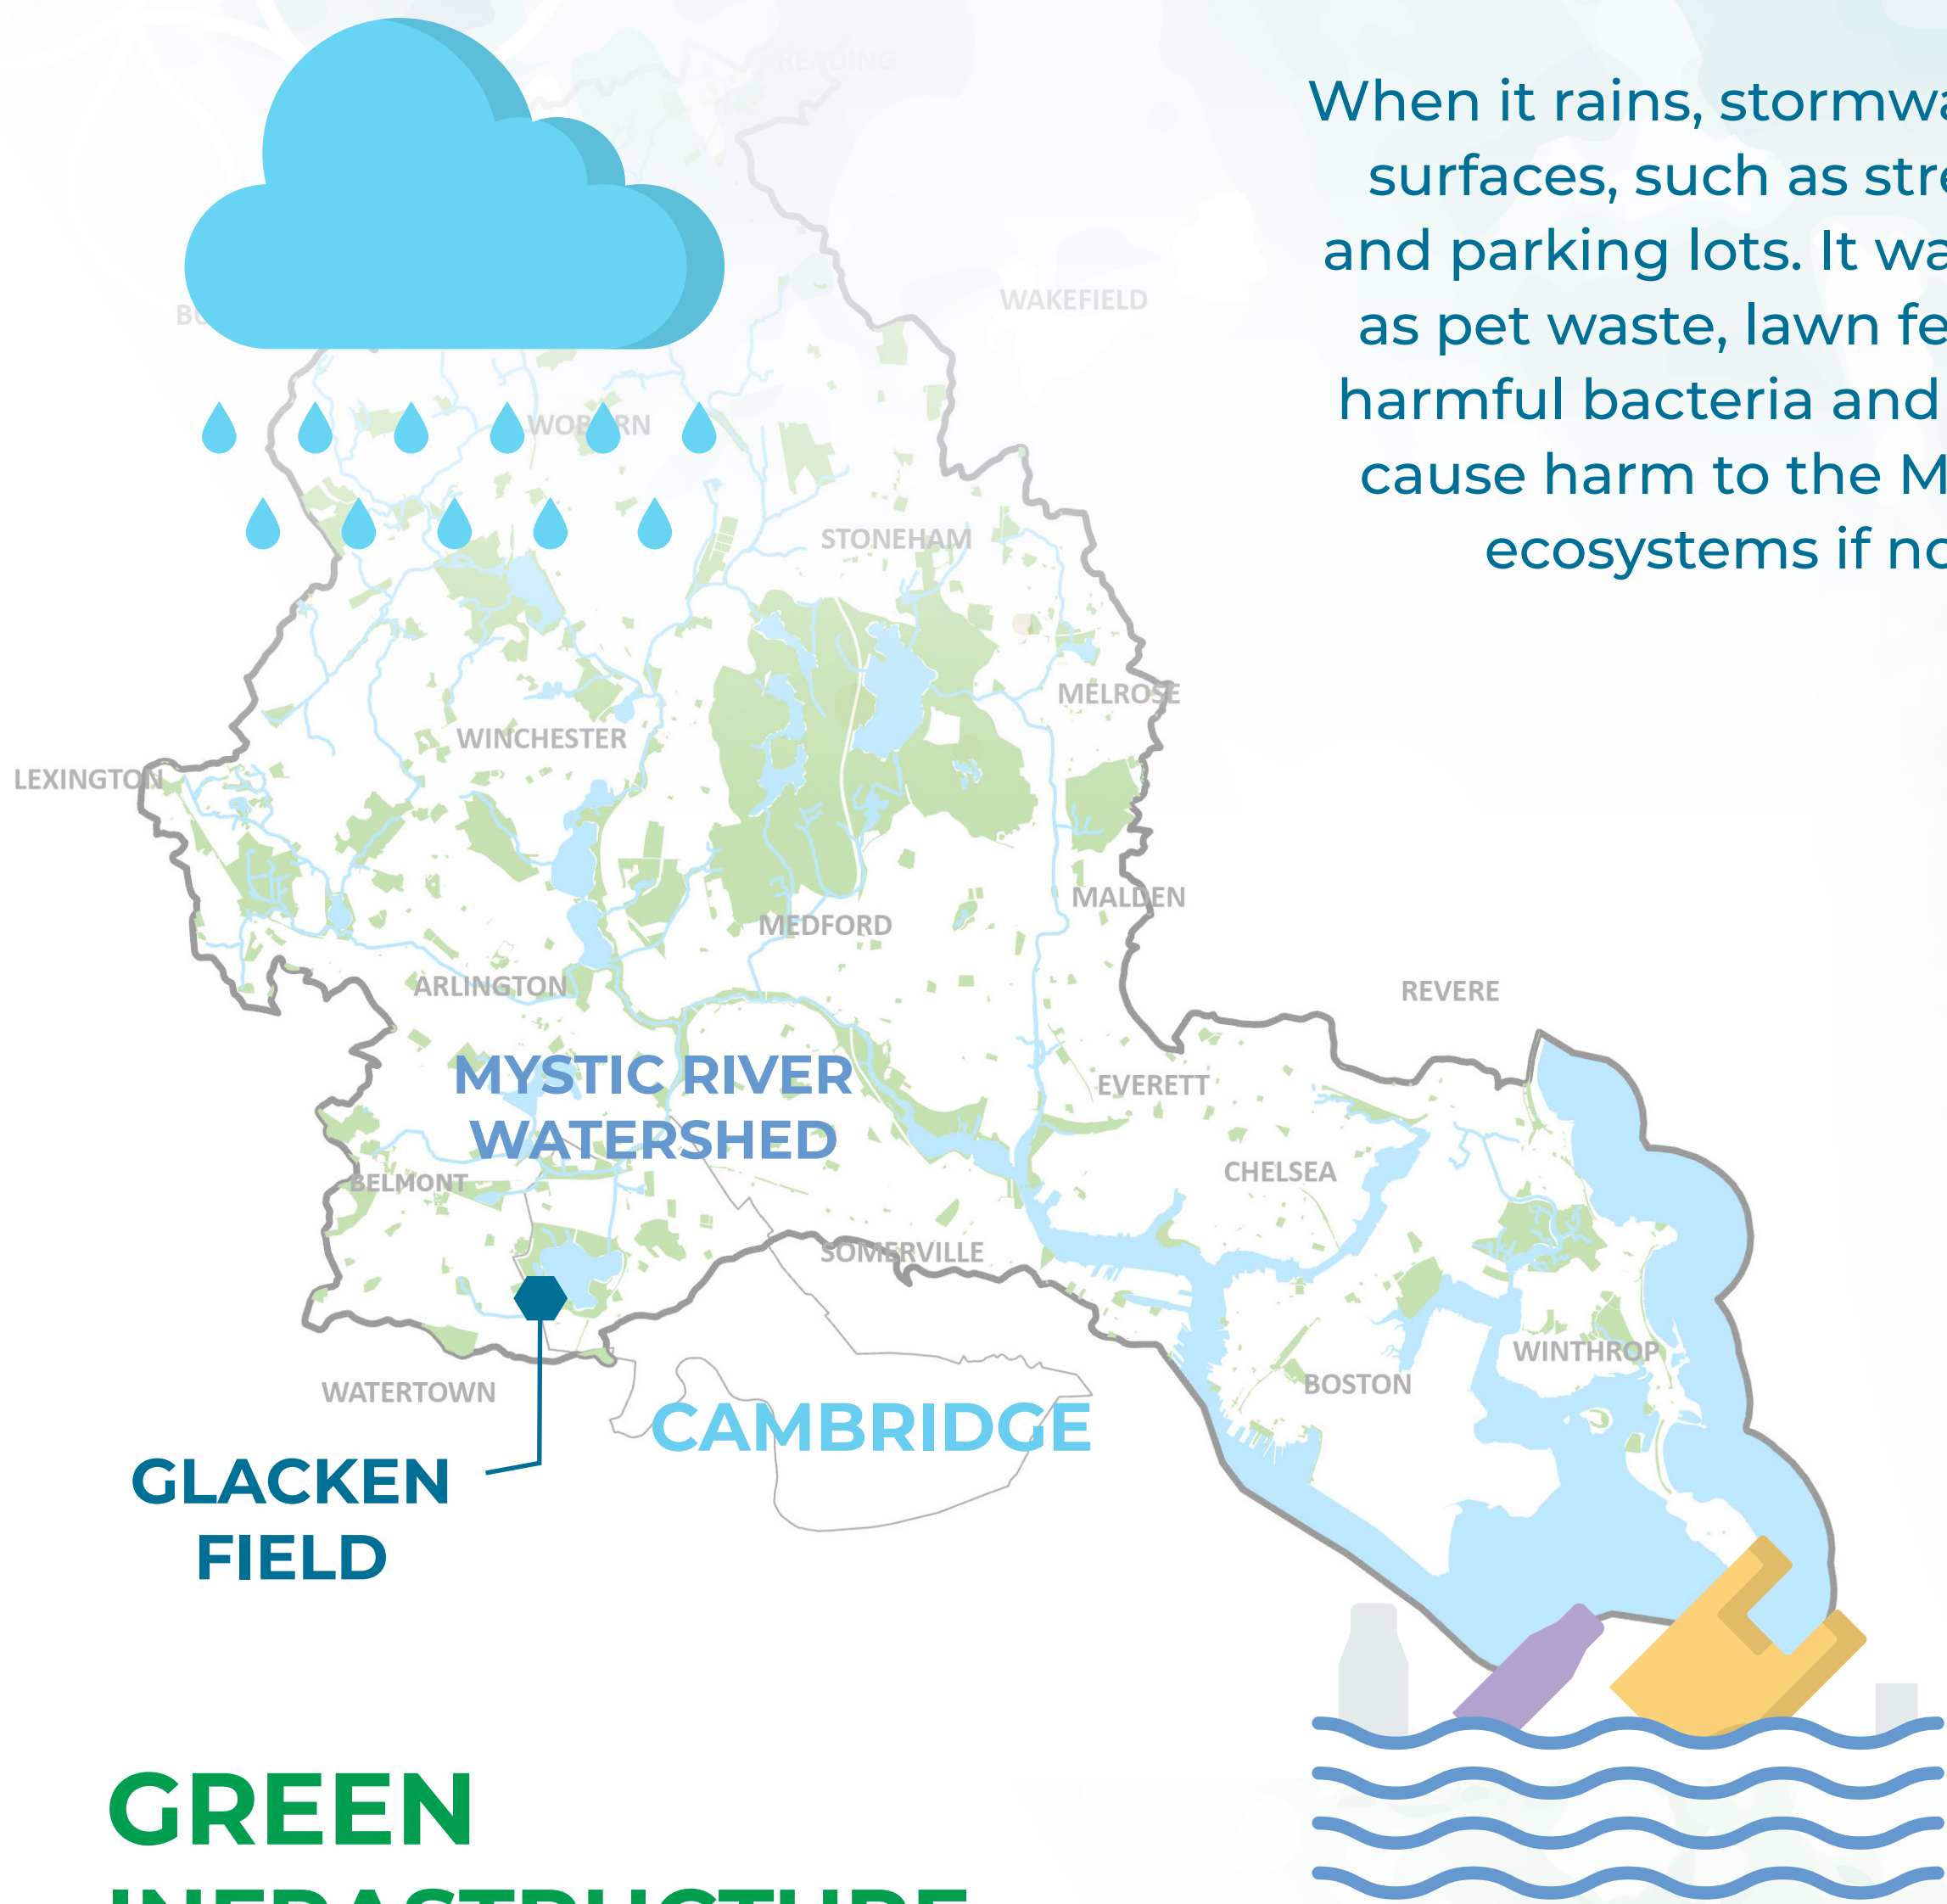 READING
When it rains, stormwa
surfaces, such as stre
and parking lots. It wa
as pet waste, lawn fe
harmful bacteria and
cause harm to the M
ecosystems if no
WAKEFIELD
WOBURN
STONEHAM
MELROSE
WINCHESTER
LEXINGTON
MALDEN
MEDFORD
ARLINGTON
REVERE
MYSTIC RIVER
WATERSHED
EVERETT
CHELSEA
BELMONT
SOMERVILLE
WINTHROP
BOSTON
WATERTOWN
CAMBRIDGE
GLACKEN
FIELD
GREEN
INFRASTRUCTURE